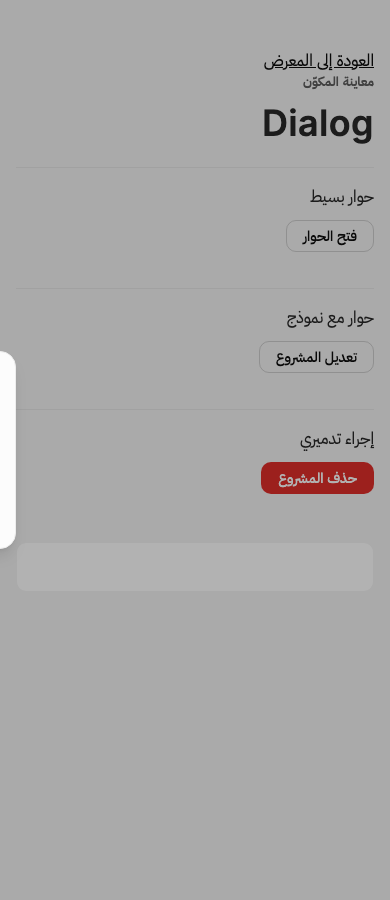 العودة إلى المعرض
معاينة المكوّن
Dialog
حوار بسيط
فتح الحوار
حوار مع نموذج
تعديل المشروع
إجراء تدميري
حذف المشروع